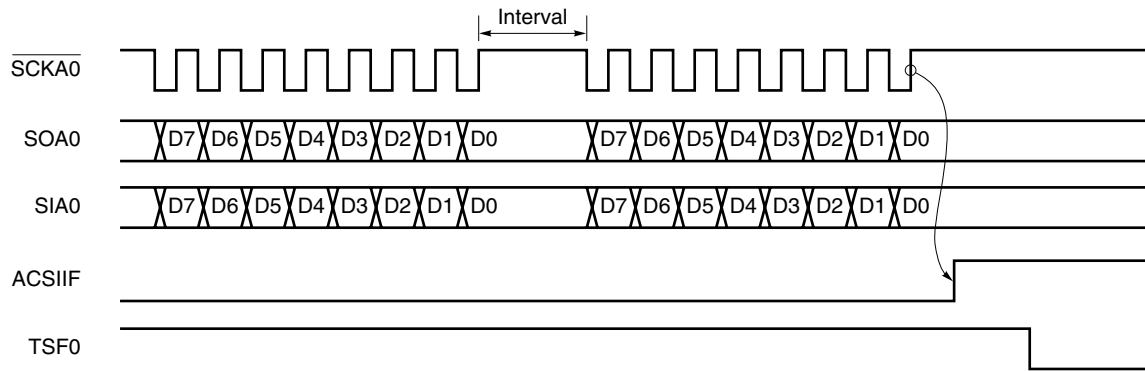 Interval
SCKA0
SOA0 D7 D6 D5 D4 D3 D2 D1 D0 D7 D6 D5 D4 D3 D2 D1 D0
SIA0 D7 D6 D5 D4 D3 D2 D1 D0 D7 D6 D5 D4 D3 D2 D1 D0
ACSIIF
TSF0